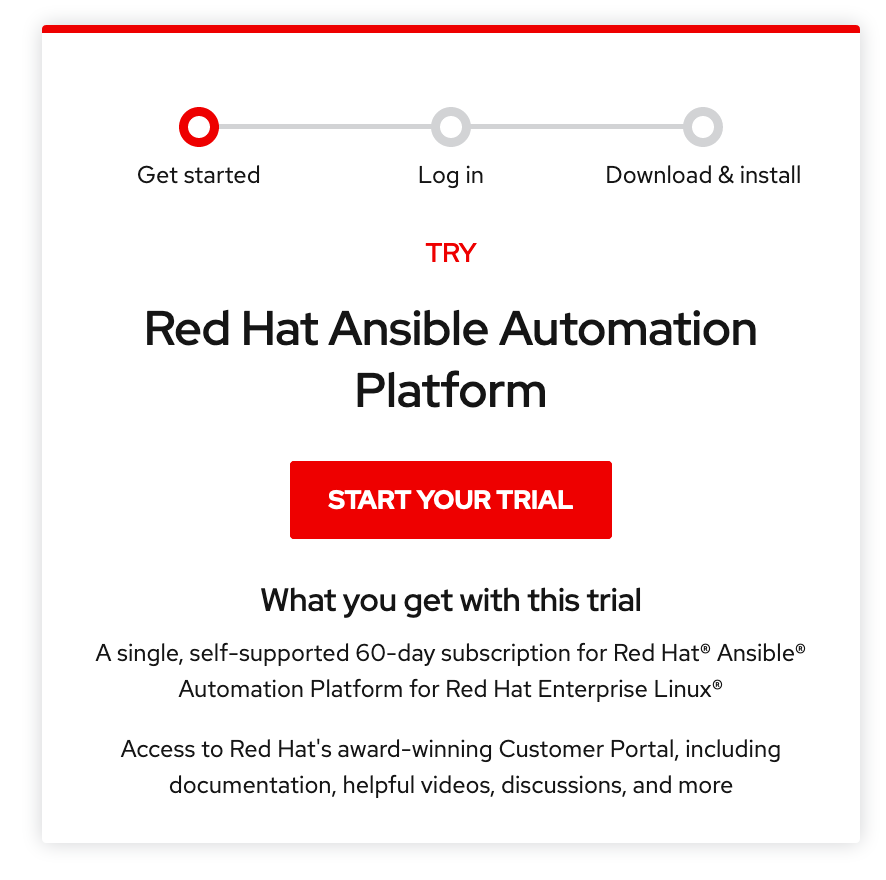 Get started
Log in
Download & install
TRY
Red Hat Ansible Automation
Platform
START YOUR TRIAL
What you get with this trial
A single, self-supported 60-day subscription for Red Hat® Ansible®
Automation Platform for Red Hat Enterprise Linux®
Access to Red Hat's award-winning Customer Portal, including
documentation, helpful videos, discussions, and more